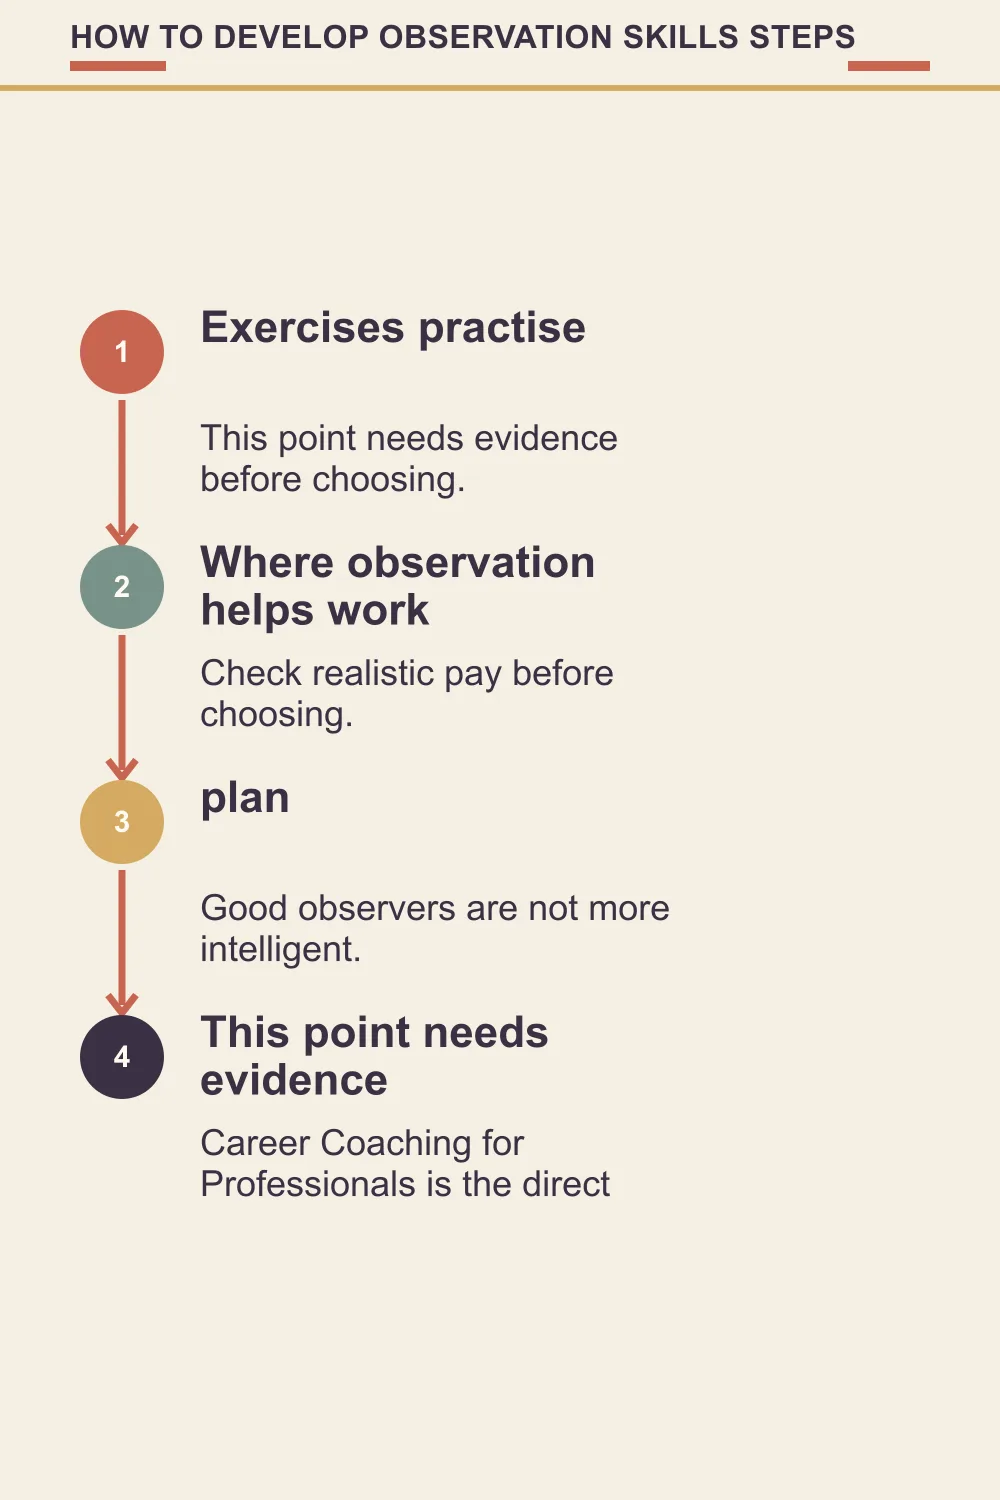 HOW TO DEVELOP OBSERVATION SKILLS STEPS
1
Exercises practise
This point needs evidence
before choosing.
2
Where observation
helps work
Check realistic pay before
choosing.
3
plan
Good observers are not more
intelligent.
4
This point needs
evidence
Career Coaching for
Professionals is the direct